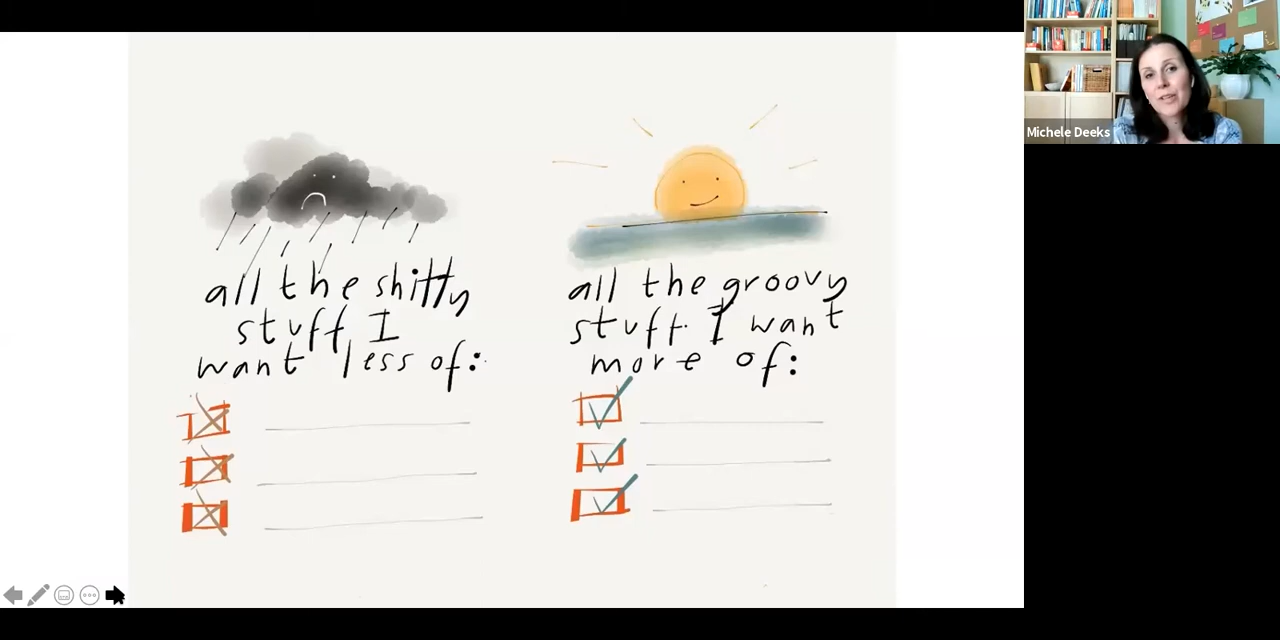 Michele Deeks
all the shitty
stuff I
want less of:
all the groovy
stuff I want
more of: